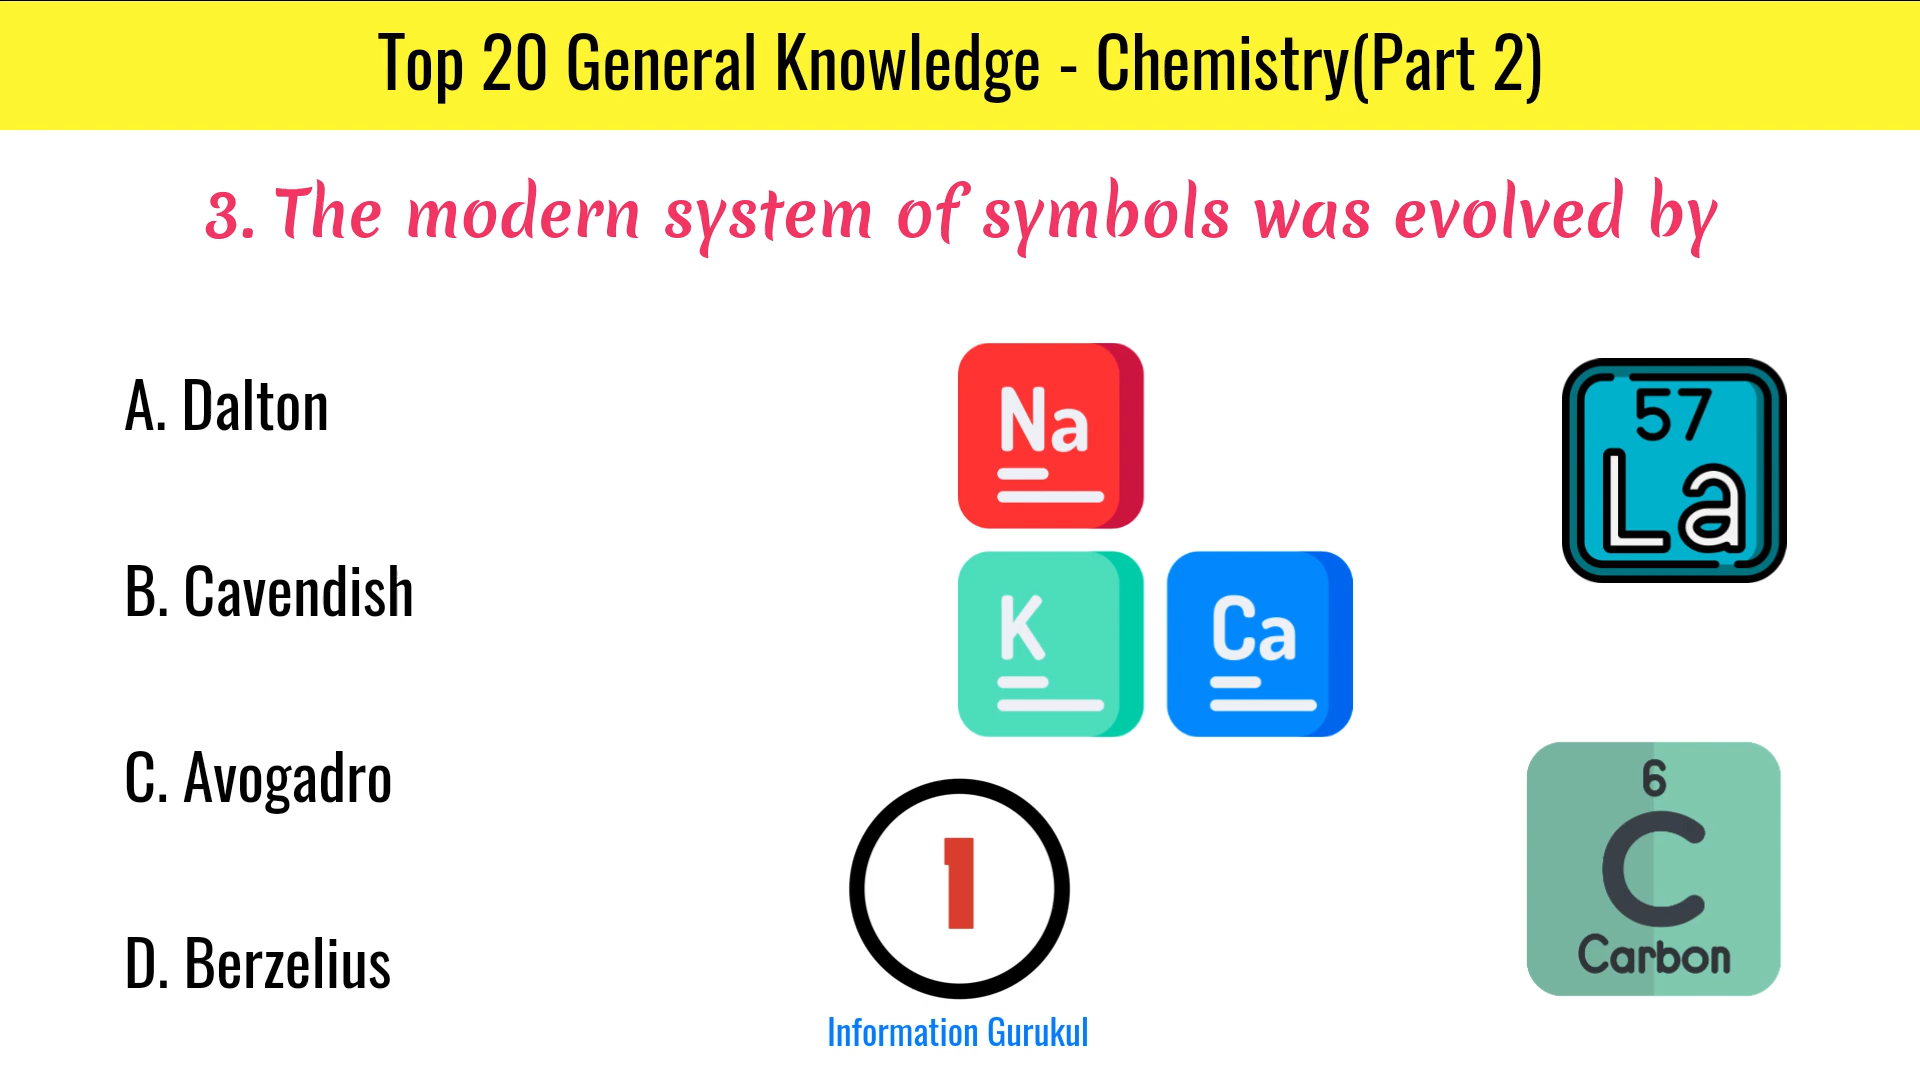 Top 20 General Knowledge - Chemistry(Part 2)
3. The modern system of symbols was evolved by
A. Dalton
B. Cavendish
C. Avogadro
D. Berzelius
Na
K
Ca
57
La
6
C
Carbon
1
Information Gurukul